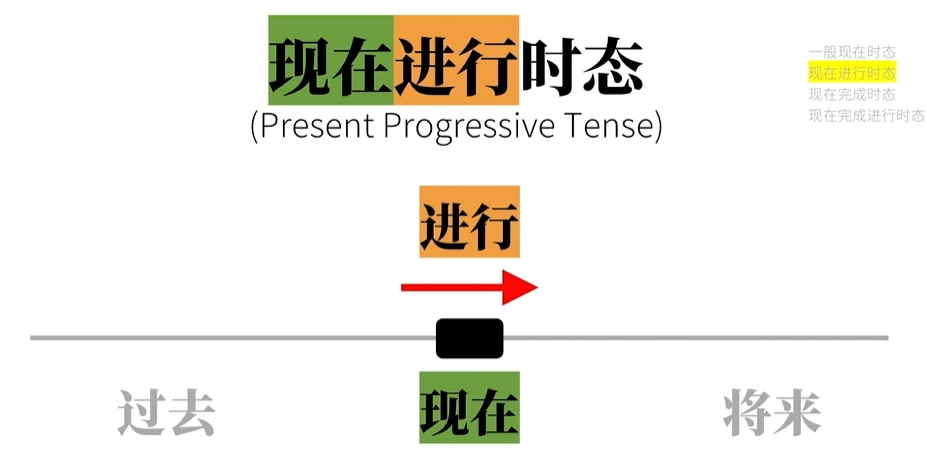 现在进行时态
(Present Progressive Tense)
一般现在时态
现在进行时态
现在完成时态
现在完成进行时态
进行
过去
现在
将来